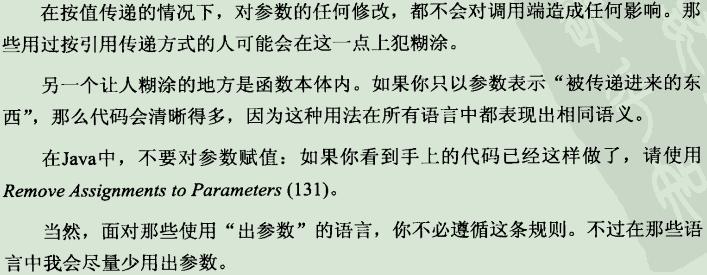 在按值传递的情况下，对参数的任何修改，都不会对调用端造成任何影响。那
些用过按引用传递方式的人可能会在这一点上犯糊涂。
另一个让人糊涂的地方是函数本体内。如果你只以参数表示“被传递进来的东
西”，那么代码会清晰得多，因为这种用法在所有语言中都表现出相同语义。
在Java中，不要对参数赋值：如果你看到手上的代码已经这样做了，请使用
Remove Assignments to Parameters (131)。
当然，面对那些使用“出参数”的语言，你不必遵循这条规则。不过在那些语
言中我会尽量少用出参数。